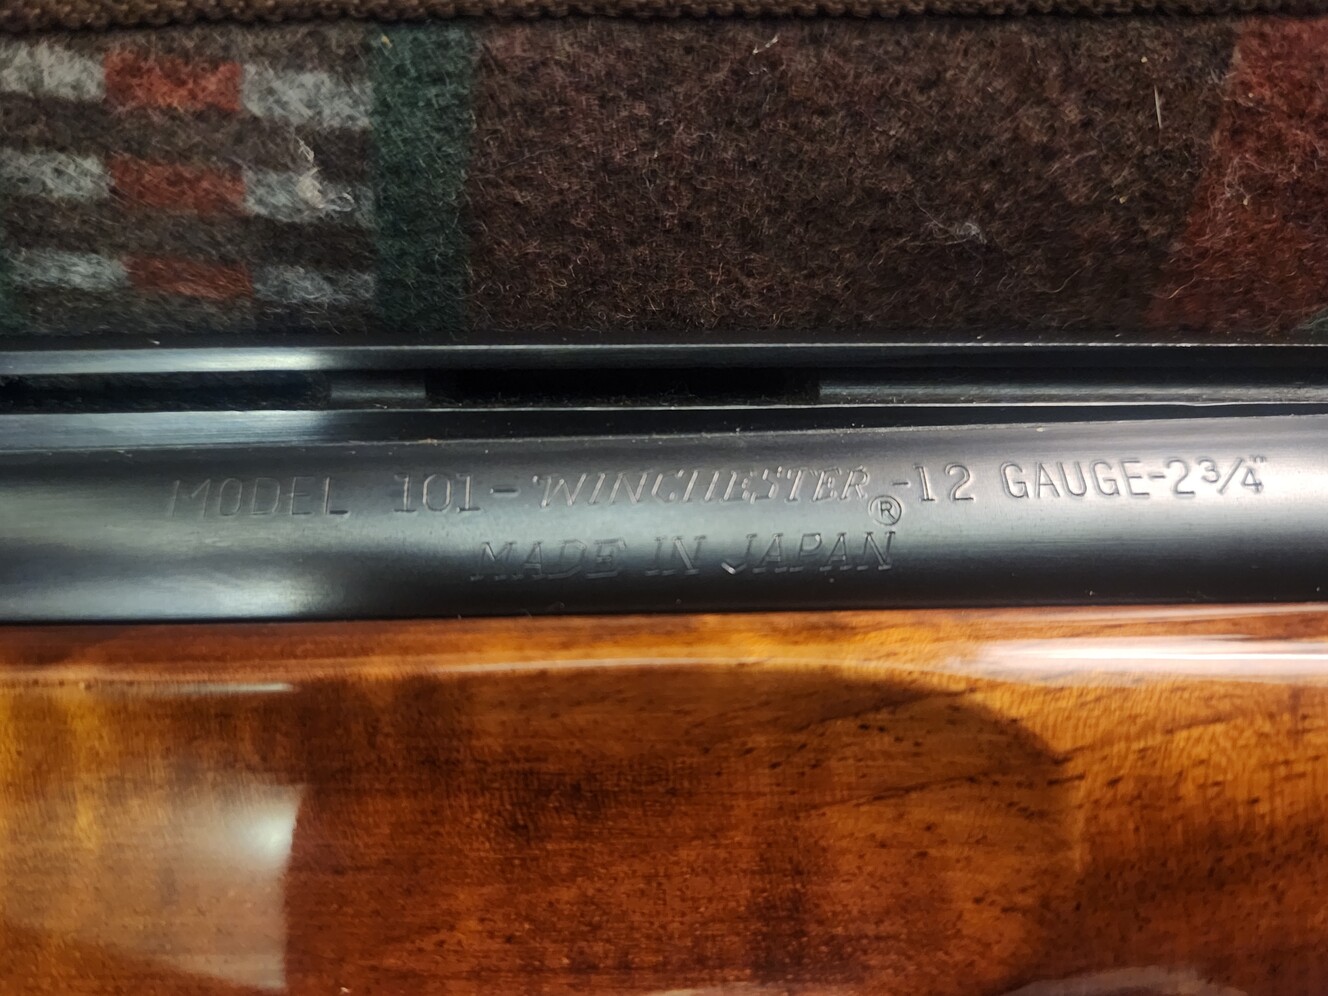 MODEL 101-WINCHESTER®-12 GAUGE-2¾"
MADE IN JAPAN